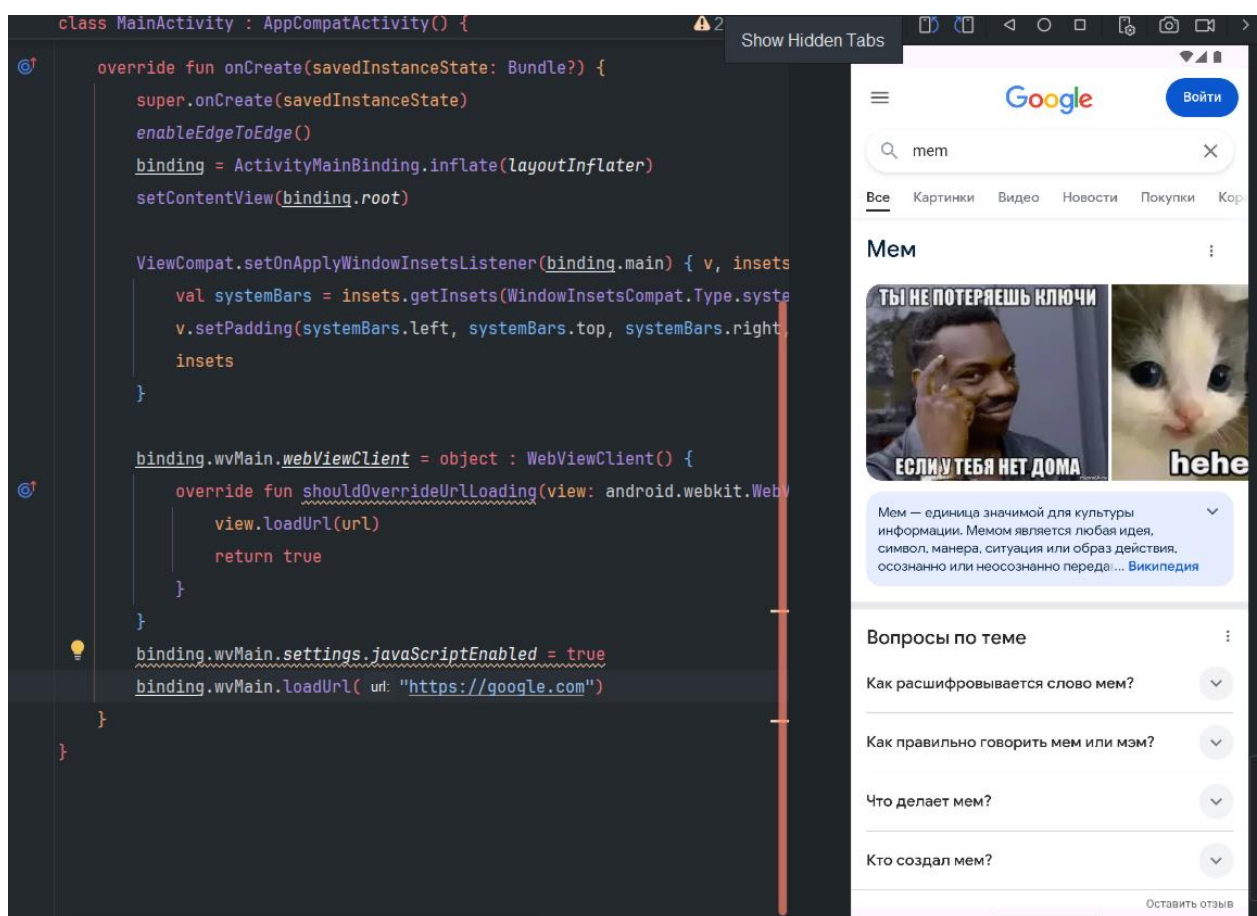 class MainActivity : AppCompatActivity() {
2
Show Hidden Tabs
override fun onCreate(savedInstanceState: Bundle?) {
super.onCreate(savedInstanceState)
enableEdgeToEdge()
binding = ActivityMainBinding.inflate(layoutInflater)
setContentView(binding.root)
ViewCompat.setOnApplyWindowInsetsListener(binding.main) { v, insets
val systemBars = insets.getInsets(WindowInsetsCompat.Type.syste
v.setPadding(systemBars.left, systemBars.top, systemBars.right,
insets
}
binding.wvMain.webViewClient = object : WebViewClient() {
override fun shouldOverrideUrlLoading(view: android.webkit.WebV
view.loadUrl(url)
return true
}
}
binding.wvMain.settings.javaScriptEnabled = true
binding.wvMain.loadUrl( url: "https://google.com")
}
}
Google
Войти
mem
Все Картинки Видео Новости Покупки Кор
Мем
ТЫ НЕ ПОТЕРЯЕШЬ КЛЮЧИ
ЕСЛИ У ТЕБЯ НЕТ ДОМА
hehe
Мем — единица значимой для культуры
информации. Мемом является любая идея,
символ, манера, ситуация или образ действия,
осознанно или неосознанно переда... Википедия
Вопросы по теме
Как расшифровывается слово мем?
Как правильно говорить мем или мэм?
Что делает мем?
Кто создал мем?
Оставить отзыв